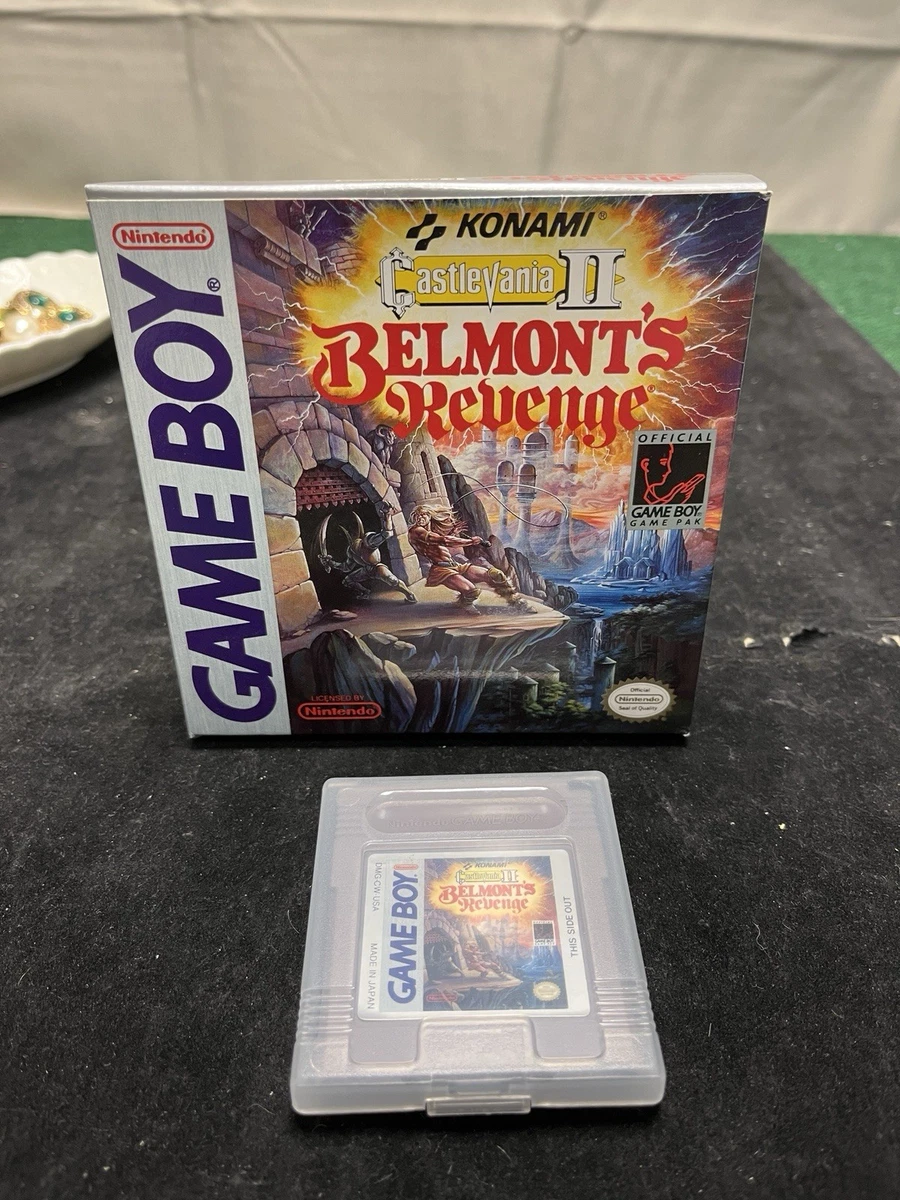 Nintendo®
GAME BOY®
KONAMI®
CastleVania II
BELMONT'S
Revenge®
OFFICIAL
GAME BOY
GAME PAK
LICENSED BY
Nintendo®
Official
Nintendo
Seal of Quality
DMG-CW-USA
MADE IN JAPAN
GAME BOY
KONAMI
CastleVania II
BELMONT'S
Revenge
THIS SIDE OUT